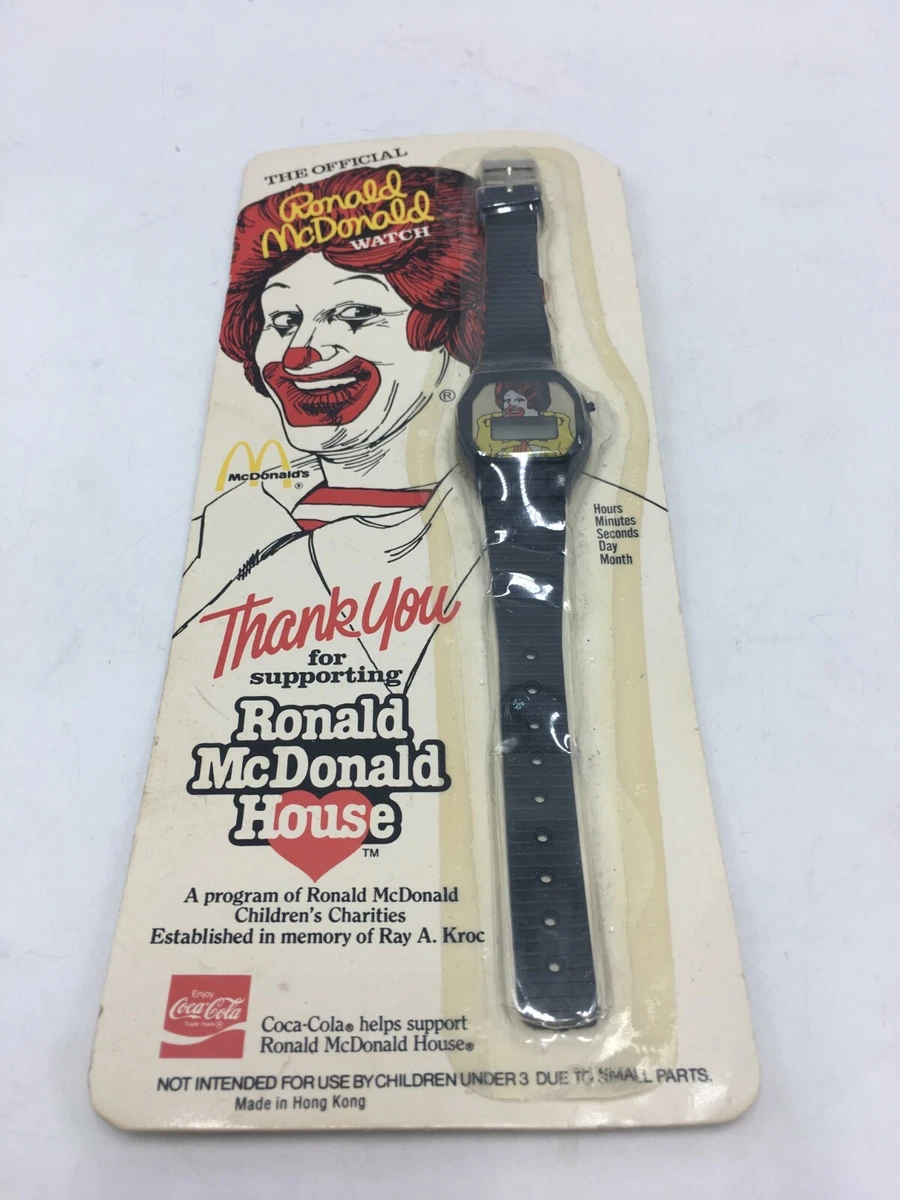 THE OFFICIAL
Ronald
McDonald
WATCH
®
McDonald's
®
Hours
Minutes
Seconds
Day
Month
Thank You
for
supporting
Ronald
McDonald
House
TM
A program of Ronald McDonald
Children's Charities
Established in memory of Ray A. Kroc
Enjoy
Coca-Cola
Trade-mark ®
Coca-Cola® helps support
Ronald McDonald House®
NOT INTENDED FOR USE BY CHILDREN UNDER 3 DUE TO SMALL PARTS.
Made in Hong Kong